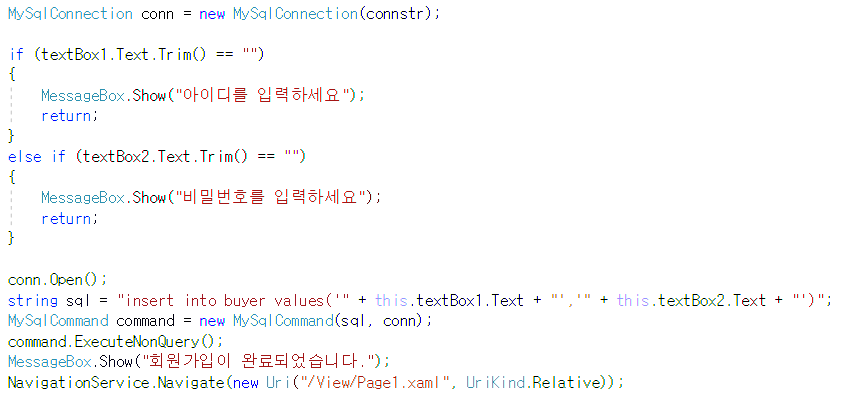 MySqlConnection conn = new MySqlConnection(connstr);
if (textBox1.Text.Trim() == "")
{
MessageBox.Show("아이디를 입력하세요");
return;
}
else if (textBox2.Text.Trim() == "")
{
MessageBox.Show("비밀번호를 입력하세요");
return;
}
conn.Open();
string sql = "insert into buyer values('" + this.textBox1.Text + "','" + this.textBox2.Text + "')";
MySqlCommand command = new MySqlCommand(sql, conn);
command.ExecuteNonQuery();
MessageBox.Show("회원가입이 완료되었습니다.");
NavigationService.Navigate(new Uri("/View/Page1.xaml", UriKind.Relative));